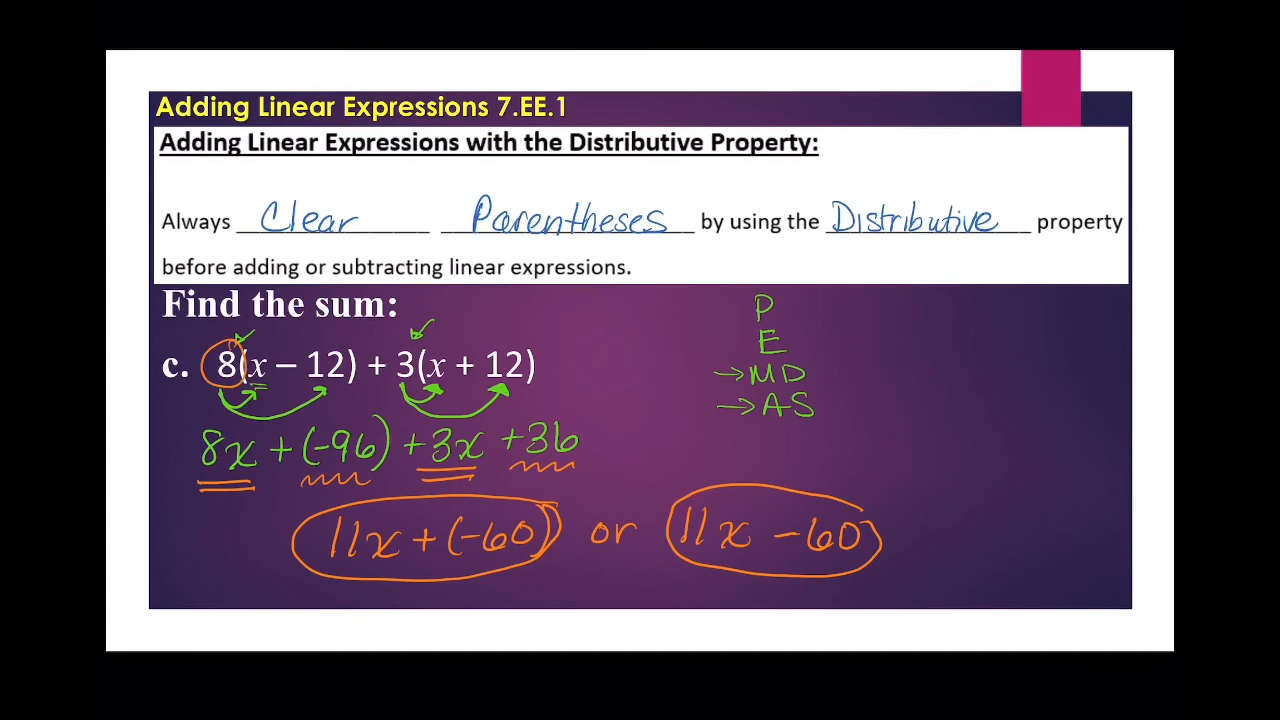 Adding Linear Expressions 7.EE.1
Adding Linear Expressions with the Distributive Property:
Always Clear Parentheses by using the Distributive property
before adding or subtracting linear expressions.
Find the sum:
P
E
→MD
→AS
c. 8(x – 12) + 3(x + 12)
8x + (-96) + 3x + 36
11x + (-60) or 11x - 60